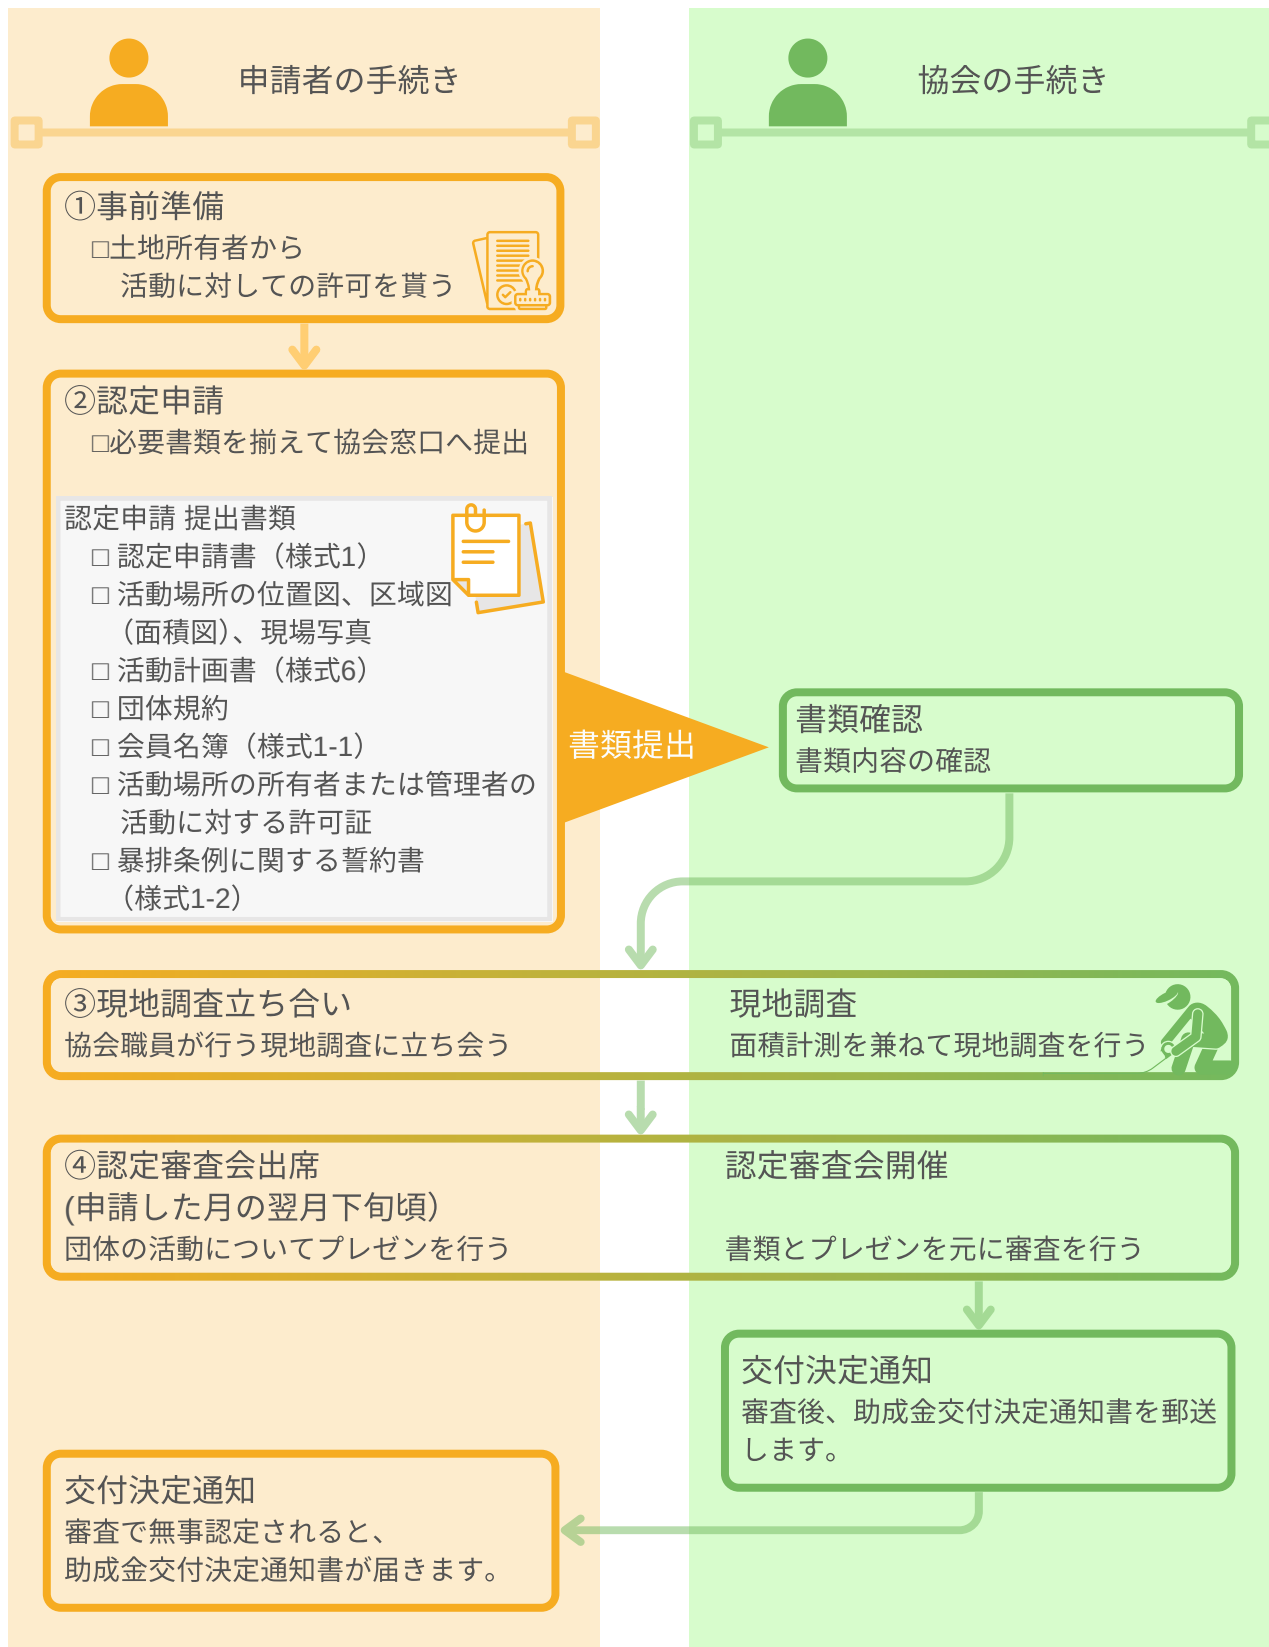 申請者の手続き
協会の手続き
①事前準備
□土地所有者から
活動に対しての許可を貰う
②認定申請
□必要書類を揃えて協会窓口へ提出
認定申請 提出書類
□ 認定申請書（様式1）
□ 活動場所の位置図、区域図
（面積図）、現場写真
□ 活動計画書（様式6）
□ 団体規約
□ 会員名簿（様式1-1）
□ 活動場所の所有者または管理者の
活動に対する許可証
□ 暴排条例に関する誓約書
（様式1-2）
書類提出
書類確認
書類内容の確認
③現地調査立ち合い
協会職員が行う現地調査に立ち会う
現地調査
面積計測を兼ねて現地調査を行う
④認定審査会出席
(申請した月の翌月下旬頃）
団体の活動についてプレゼンを行う
認定審査会開催
書類とプレゼンを元に審査を行う
交付決定通知
審査後、助成金交付決定通知書を郵送
します。
交付決定通知
審査で無事認定されると、
助成金交付決定通知書が届きます。